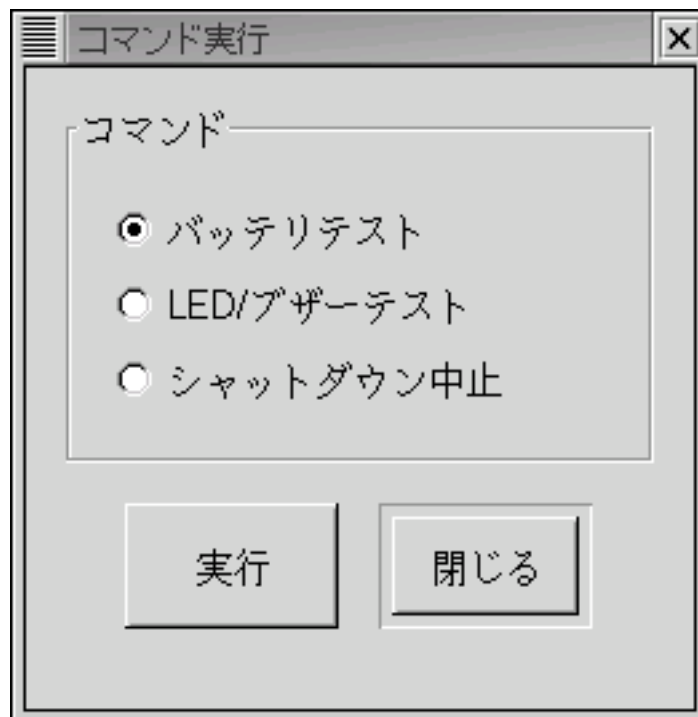 コマンド実行
コマンド
バッテリテスト
LED/ブザーテスト
シャットダウン中止
実行
閉じる